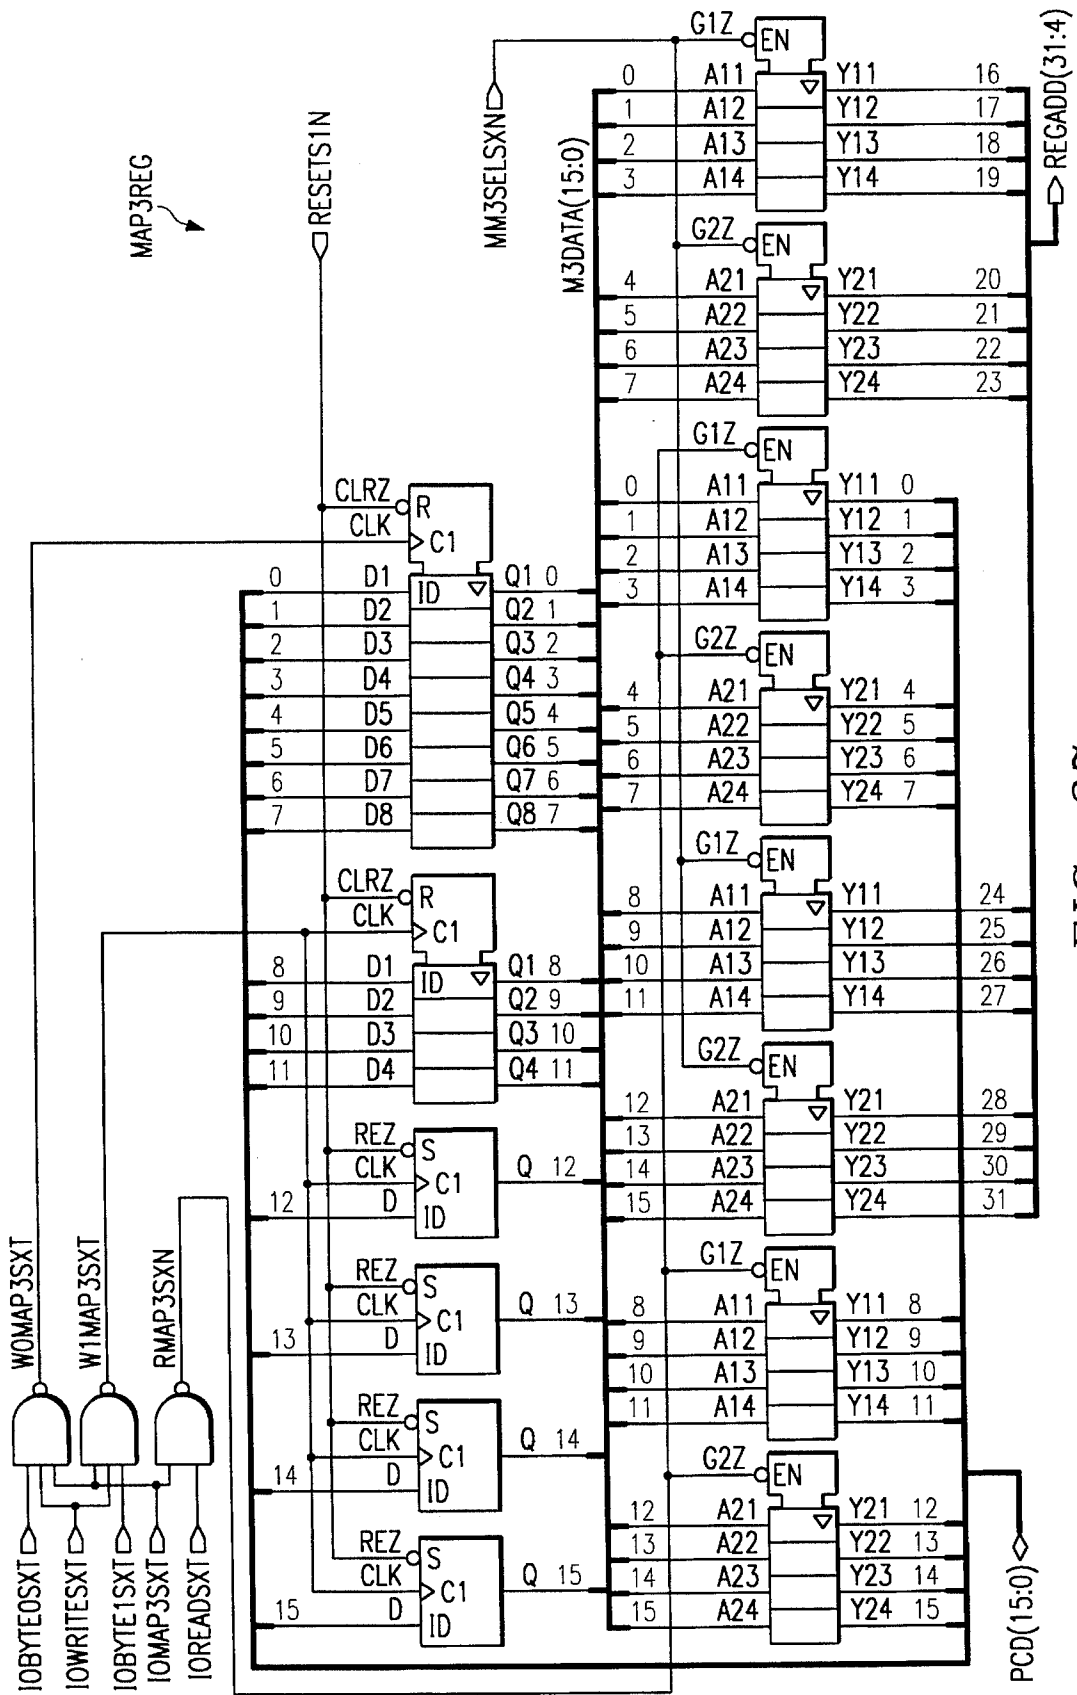 MAP3REG
RESETS1N
MM3SELSXN
M3DATA(15:0)
REGADD(31:4)
G1Z EN
0 A11 Y11 16
1 A12 Y12 17
2 A13 Y13 18
3 A14 Y14 19
G2Z EN
4 A21 Y21 20
5 A22 Y22 21
6 A23 Y23 22
7 A24 Y24 23
G1Z EN
0 A11 Y11 0
1 A12 Y12 1
2 A13 Y13 2
3 A14 Y14 3
G2Z EN
4 A21 Y21 4
5 A22 Y22 5
6 A23 Y23 6
7 A24 Y24 7
G1Z EN
8 A11 Y11 24
9 A12 Y12 25
10 A13 Y13 26
11 A14 Y14 27
G2Z EN
12 A21 Y21 28
13 A22 Y22 29
14 A23 Y23 30
15 A24 Y24 31
G1Z EN
8 A11 Y11 8
9 A12 Y12 9
10 A13 Y13 10
11 A14 Y14 11
G2Z EN
12 A21 Y21 12
13 A22 Y22 13
14 A23 Y23 14
15 A24 Y24 15
CLRZ R
CLK C1
0 D1 ID Q1 0
1 D2 Q2 1
2 D3 Q3 2
3 D4 Q4 3
4 D5 Q5 4
5 D6 Q6 5
6 D7 Q7 6
7 D8 Q8 7
CLRZ R
CLK C1
8 D1 ID Q1 8
9 D2 Q2 9
10 D3 Q3 10
11 D4 Q4 11
REZ S
CLK C1 Q 12
12 D ID
REZ S
CLK C1 Q 13
13 D ID
REZ S
CLK C1 Q 14
14 D ID
REZ S
CLK C1 Q 15
15 D ID
W0MAP3SXT
W1MAP3SXT
RMAP3SXN
IOBYTE0SXT
IOWRITESXT
IOBYTE1SXT
IOMAP3SXT
IOREADSXT
PCD(15:0)